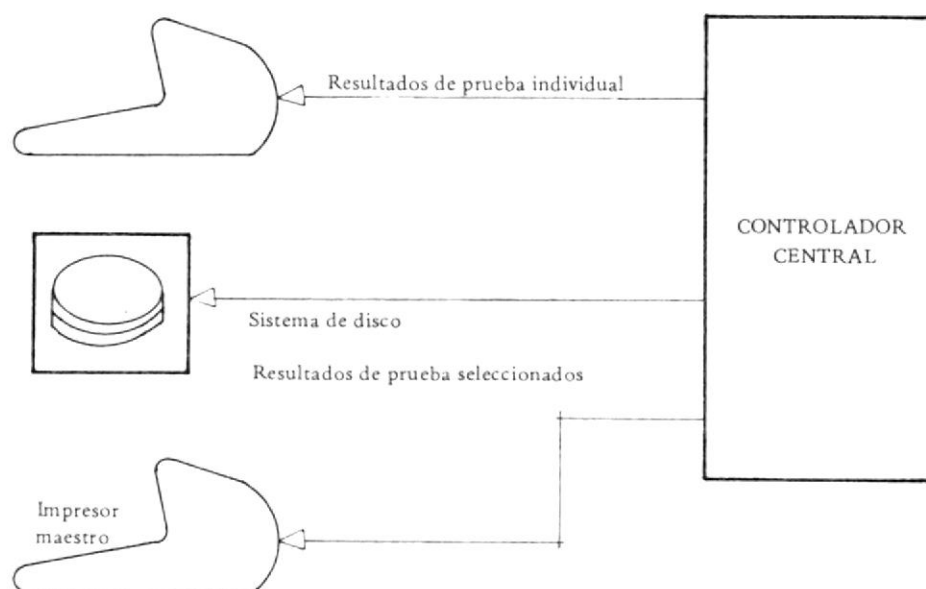 Resultados de prueba individual
CONTROLADOR
CENTRAL
Sistema de disco
Resultados de prueba seleccionados
Impresor
maestro